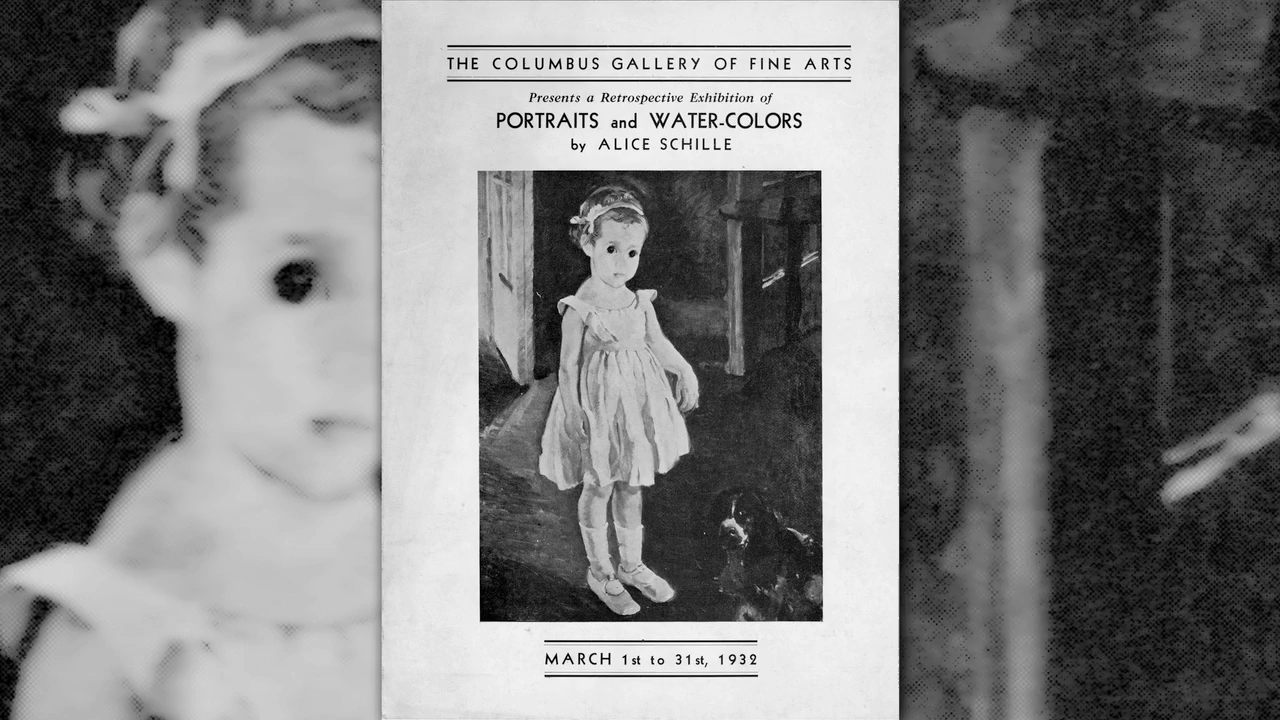 THE COLUMBUS GALLERY OF FINE ARTS
Presents a Retrospective Exhibition of
PORTRAITS and WATER-COLORS
by ALICE SCHILLE
MARCH 1st to 31st, 1932